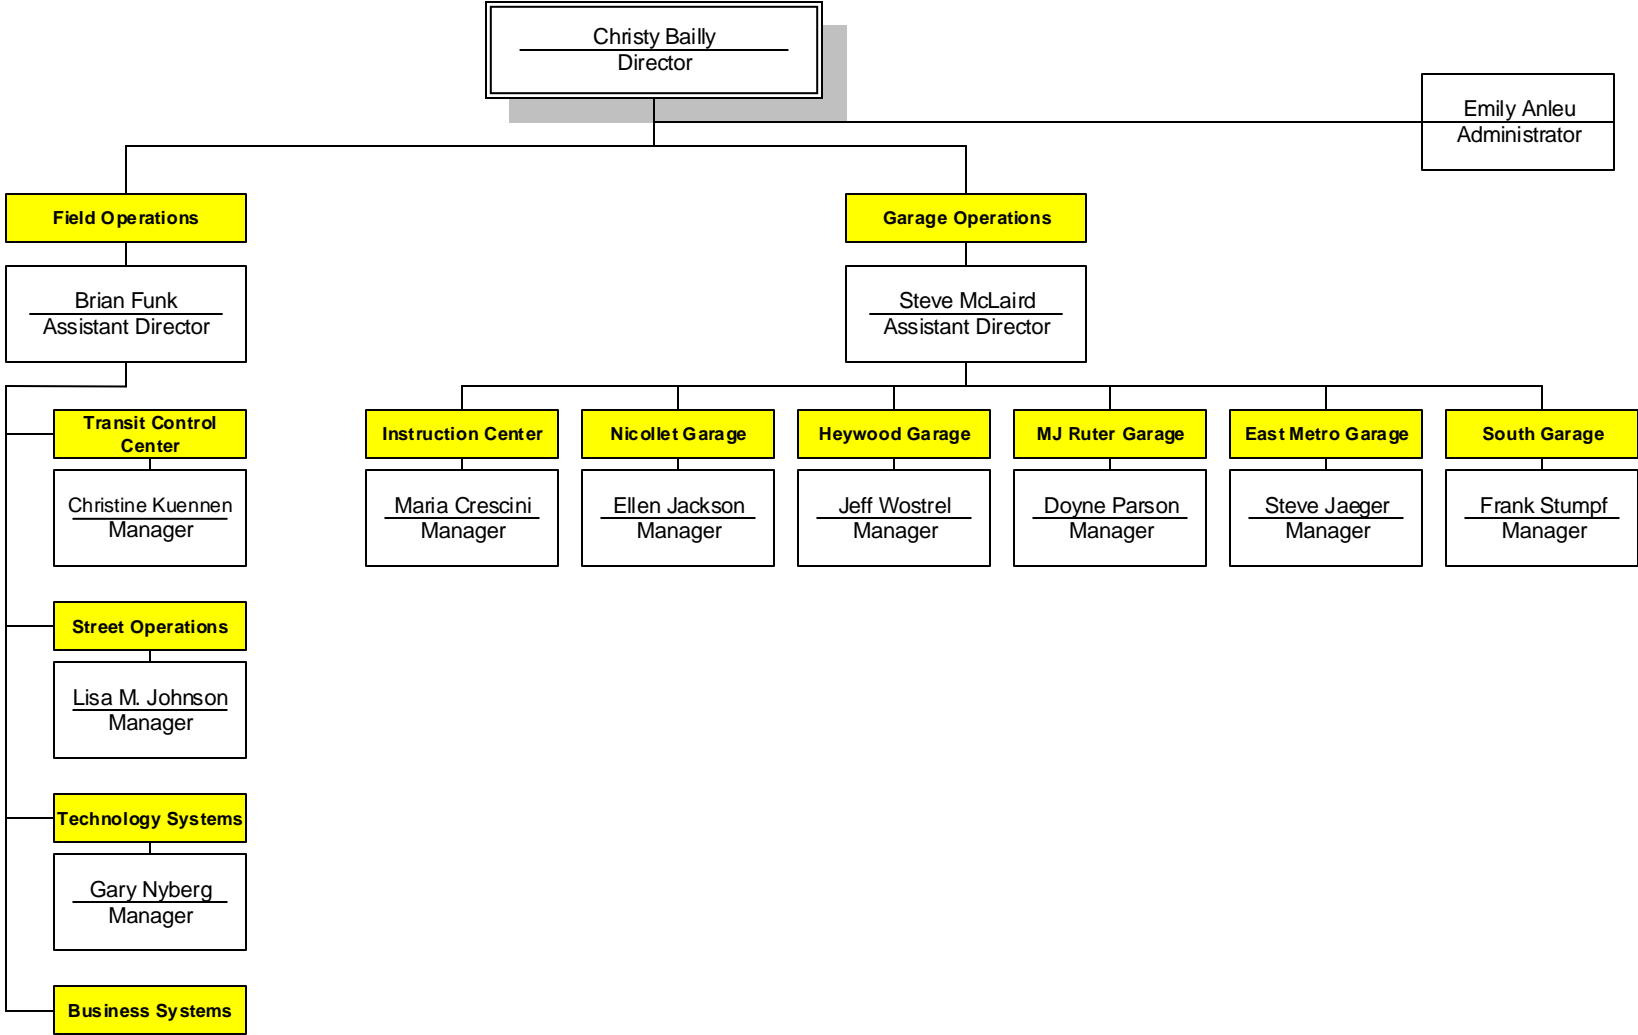 Christy Bailly
Director
Emily Anleu
Administrator
Field Operations
Garage Operations
Brian Funk
Assistant Director
Steve McLaird
Assistant Director
Transit Control
Center
Christine Kuennen
Manager
Instruction Center
Maria Crescini
Manager
Nicollet Garage
Ellen Jackson
Manager
Heywood Garage
Jeff Wostrel
Manager
MJ Ruter Garage
Doyne Parson
Manager
East Metro Garage
Steve Jaeger
Manager
South Garage
Frank Stumpf
Manager
Street Operations
Lisa M. Johnson
Manager
Technology Systems
Gary Nyberg
Manager
Business Systems